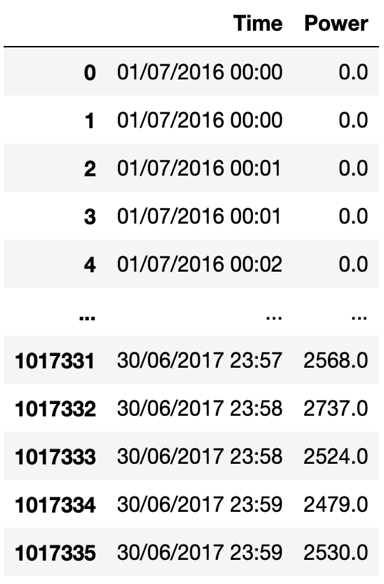 Time Power
0 01/07/2016 00:00 0.0
1 01/07/2016 00:00 0.0
2 01/07/2016 00:01 0.0
3 01/07/2016 00:01 0.0
4 01/07/2016 00:02 0.0
... ... ...
1017331 30/06/2017 23:57 2568.0
1017332 30/06/2017 23:58 2737.0
1017333 30/06/2017 23:58 2524.0
1017334 30/06/2017 23:59 2479.0
1017335 30/06/2017 23:59 2530.0